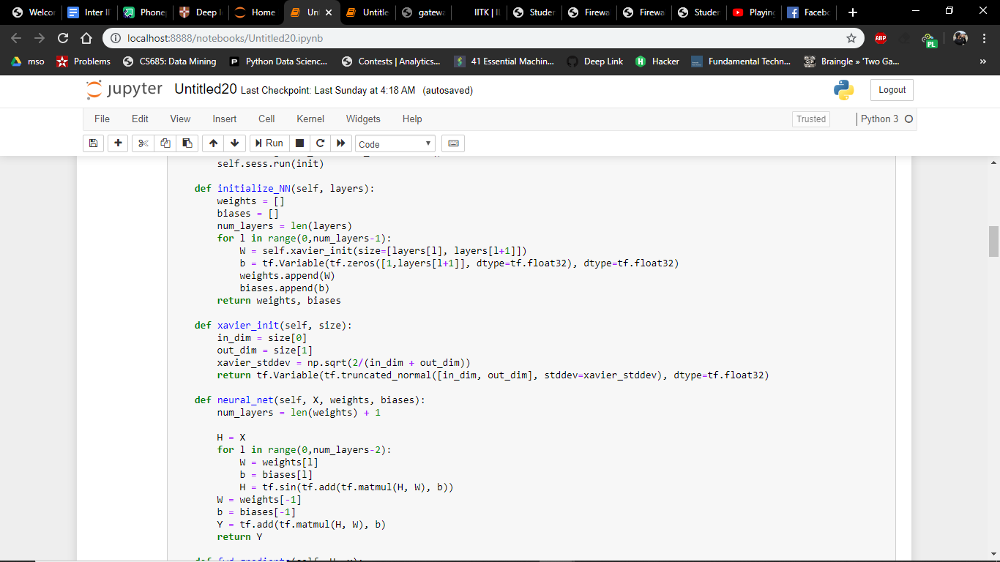 Welcor Inter II Phonep Deep l Home Unt Untitle gatewa IITK | IL Studer Firewa Firewa Studer Playing Facebo
localhost:8888/notebooks/Untitled20.ipynb ABP PL
mso Problems CS685: Data Mining Python Data Scienc... Contests | Analytics... 41 Essential Machin... Deep Link Hacker Fundamental Techn... Braingle » 'Two Ga... »
jupyter Untitled20 Last Checkpoint: Last Sunday at 4:18 AM (autosaved) Logout
File Edit View Insert Cell Kernel Widgets Help Trusted Python 3
Run Code
self.sess.run(init)
def initialize_NN(self, layers):
weights = []
biases = []
num_layers = len(layers)
for l in range(0,num_layers-1):
W = self.xavier_init(size=[layers[l], layers[l+1]])
b = tf.Variable(tf.zeros([1,layers[l+1]], dtype=tf.float32), dtype=tf.float32)
weights.append(W)
biases.append(b)
return weights, biases
def xavier_init(self, size):
in_dim = size[0]
out_dim = size[1]
xavier_stddev = np.sqrt(2/(in_dim + out_dim))
return tf.Variable(tf.truncated_normal([in_dim, out_dim], stddev=xavier_stddev), dtype=tf.float32)
def neural_net(self, X, weights, biases):
num_layers = len(weights) + 1
H = X
for l in range(0,num_layers-2):
W = weights[l]
b = biases[l]
H = tf.sin(tf.add(tf.matmul(H, W), b))
W = weights[-1]
b = biases[-1]
Y = tf.add(tf.matmul(H, W), b)
return Y